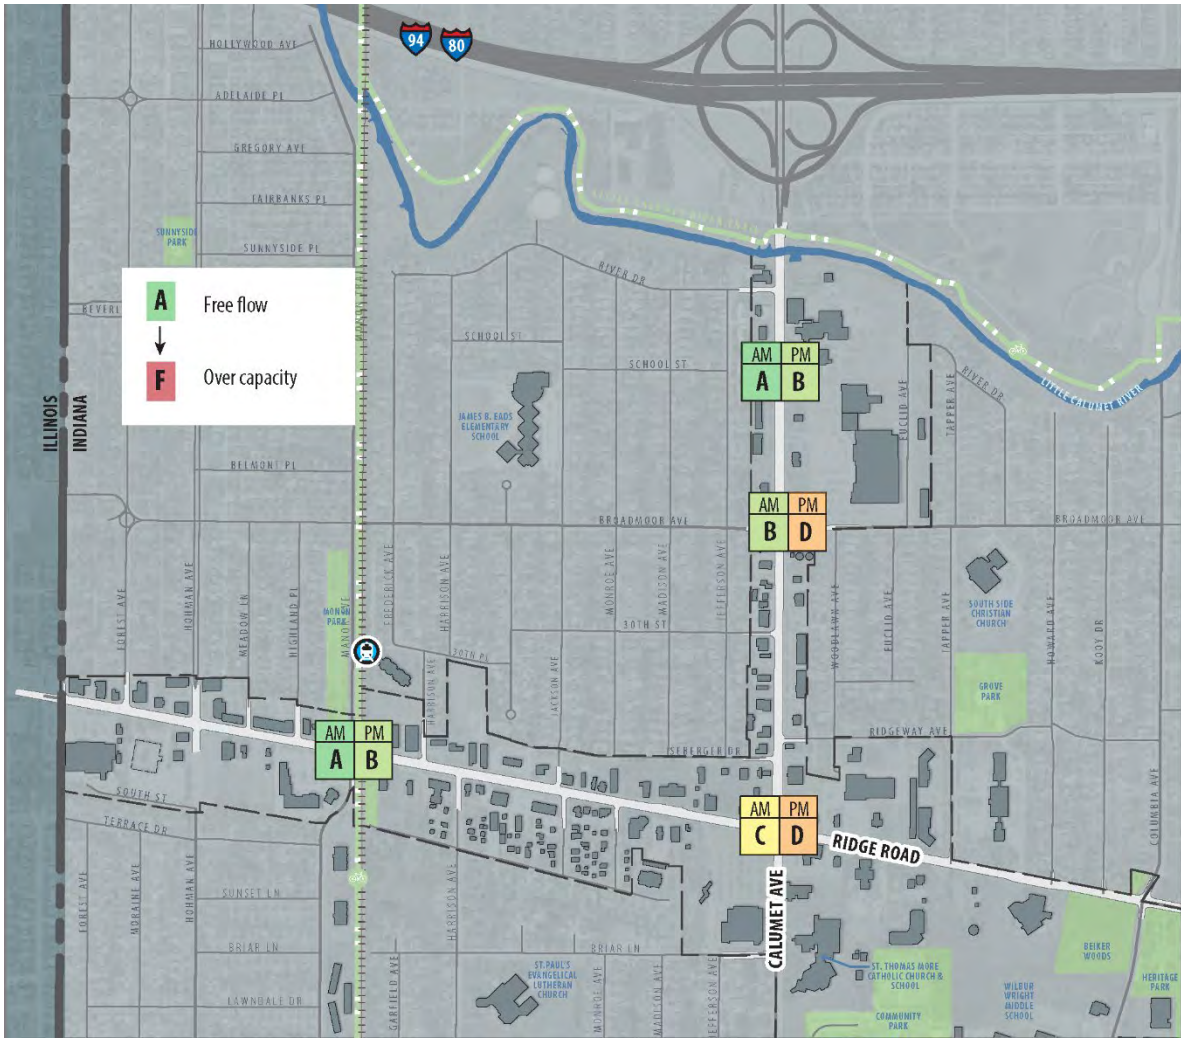 94
80
HOLLYWOOD AVE
ADELAIDE PL
GREGORY AVE
FAIRBANKS PL
SUNNYSIDE
PARK
SUNNYSIDE PL
RIVER DR
A
Free flow
F
Over capacity
BEVERL
SCHOOL ST
SCHOOL ST
AM
PM
A
B
RIVER DR
LITTLE CALUMET RIVER
EUCLID AVE
TAPPER AVE
ILLINOIS
INDIANA
JAMES B. EADS
ELEMENTARY
SCHOOL
BELMONT PL
AM
PM
B
D
BROADMOOR AVE
BROADMOOR AVE
FOREST AVE
HOHMAN AVE
MEADOW LN
HIGHLAND PL
MONON
PARK
MANOR AVE
FREDERICK AVE
HARRISON AVE
MONROE AVE
MADISON AVE
JEFFERSON AVE
WOODLAWN AVE
EUCLID AVE
TAPPER AVE
SOUTH SIDE
CHRISTIAN
CHURCH
HOWARD AVE
KOOY DR
30TH ST
30TH PL
HARRISON AVE
JACKSON AVE
GROVE
PARK
RIDGEWAY AVE
SEBERGER DR
AM
PM
A
B
SOUTH ST
TERRACE DR
AM
PM
C
D
RIDGE ROAD
COLUMBIA AVE
CALUMET AVE
FOREST AVE
MORAINE AVE
HOHMAN AVE
SUNSET LN
HARRISON AVE
BRIAR LN
BRIAR LN
LAWNDALE DR
GARFIELD AVE
ST. PAUL'S
EVANGELICAL
LUTHERAN
CHURCH
MONROE AVE
MADISON AVE
JEFFERSON AVE
ST. THOMAS MORE
CATHOLIC CHURCH &
SCHOOL
COMMUNITY
PARK
WILBUR
WRIGHT
MIDDLE
SCHOOL
BEIKER
WOODS
HERITAGE
PARK